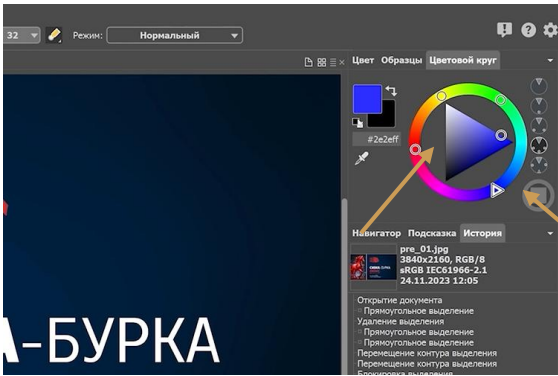 32 Режим: Нормальный
Цвет Образцы Цветовой круг
#2e2eff
Навигатор Подсказка История
pre_01.jpg
3840x2160, RGB/8
sRGB IEC61966-2.1
24.11.2023 12:05
Открытие документа
Прямоугольное выделение
Удаление выделения
Прямоугольное выделение
Прямоугольное выделение
Перемещение контура выделения
Перемещение контура выделения
Блокировка выделения
А-БУРКА